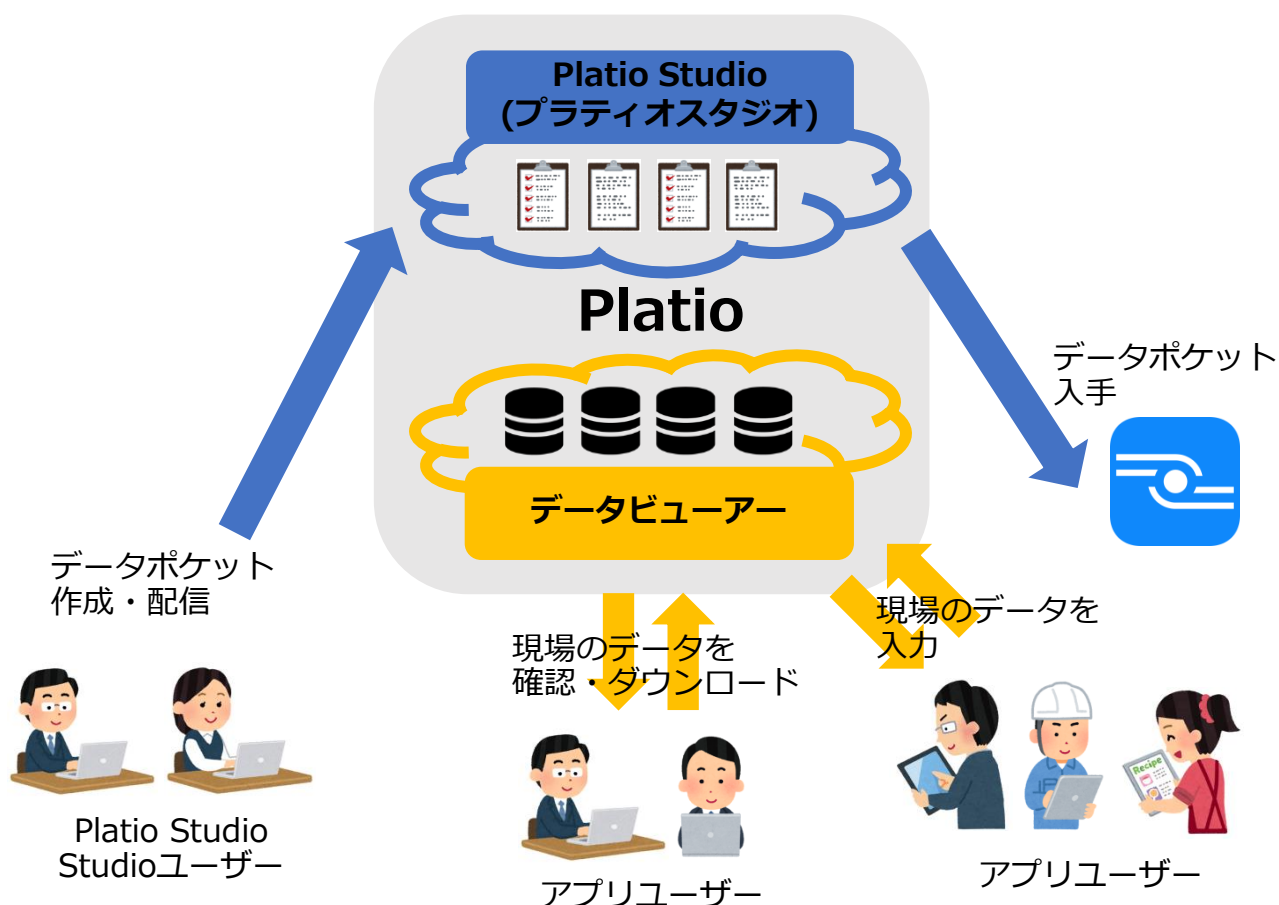 Platio Studio
(プラティオスタジオ)
Platio
データビューアー
データポケット
入手
データポケット
作成・配信
現場のデータを
確認・ダウンロード
現場のデータを
入力
Recipe
Platio Studio
Studioユーザー
アプリユーザー
アプリユーザー